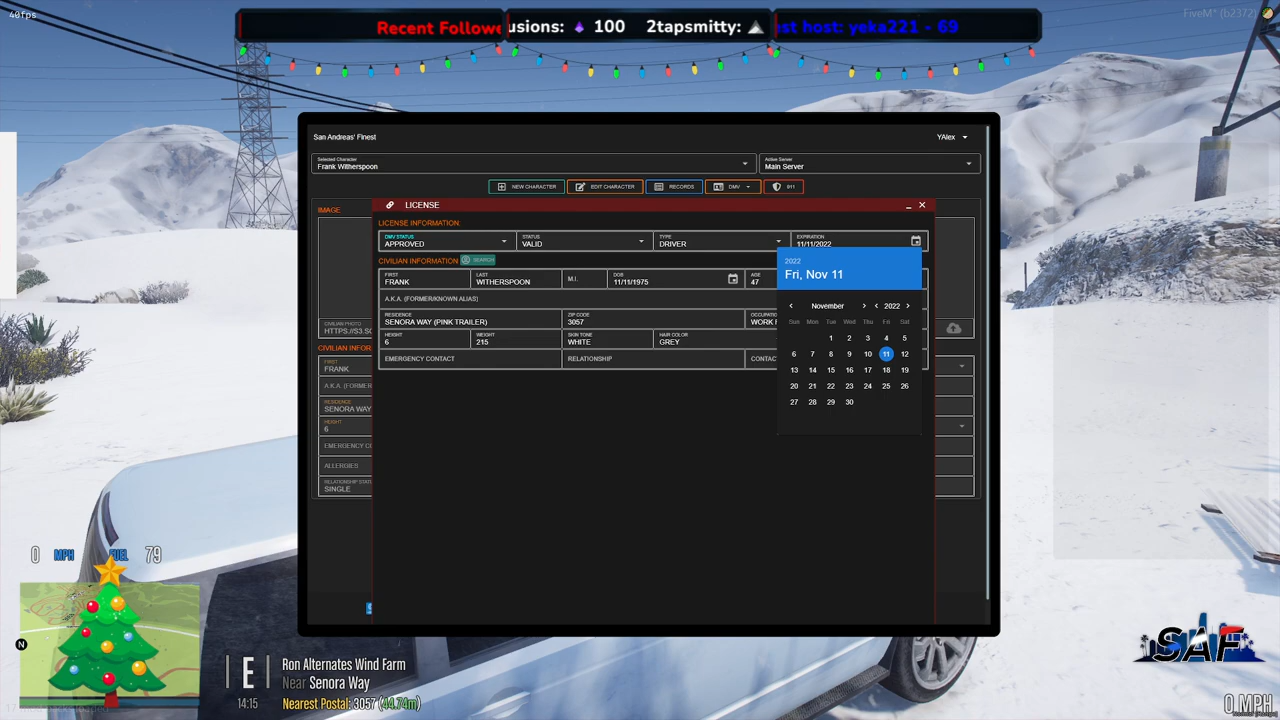 40fps
FiveM® (b2372)
Recent Followe
usions: 100 2tapsmitty:
st host: yeka221 - 69
San Andreas' Finest
YAlex
Selected Character
Frank Witherspoon
Active Server
Main Server
NEW CHARACTER
EDIT CHARACTER
RECORDS
DMV
911
IMAGE
LICENSE
LICENSE INFORMATION:
DMV STATUS
APPROVED
STATUS
VALID
TYPE
DRIVER
EXPIRATION
11/11/2022
CIVILIAN INFORMATION
SEARCH
FIRST
FRANK
LAST
WITHERSPOON
M.I.
DOB
11/11/1975
AGE
47
A.K.A. (FORMER/KNOWN ALIAS)
RESIDENCE
SENORA WAY (PINK TRAILER)
ZIP CODE
3057
OCCUPATI
WORK F
HEIGHT
6
WEIGHT
215
SKIN TONE
WHITE
HAIR COLOR
GREY
EMERGENCY CONTACT
RELATIONSHIP
CONTAC
2022
Fri, Nov 11
November 2022
Sun Mon Tue Wed Thu Fri Sat
1 2 3 4 5
6 7 8 9 10 11 12
13 14 15 16 17 18 19
20 21 22 23 24 25 26
27 28 29 30
CIVILIAN PHOTO
HTTPS://S3.SC
CIVILIAN INFOR
FIRST
FRANK
A.K.A. (FORMER
RESIDENCE
SENORA WAY
HEIGHT
6
EMERGENCY CO
ALLERGIES
RELATIONSHIP STAT
SINGLE
0 MPH FUEL 79
N
E
Ron Alternates Wind Farm
Near Senora Way
14:15
Nearest Postal: 3057 (44.74m)
SAF
0 MPH